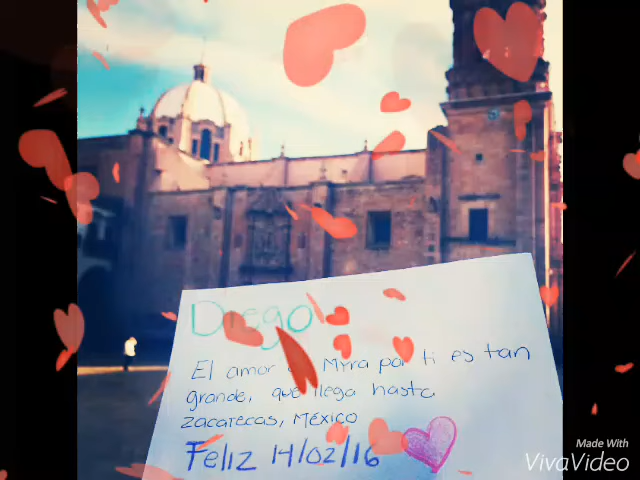 Diego
El amor de Myra por ti es tan
grande, que llega hasta
Zacatecas, México
Feliz 14/02/16
Made With
VivaVideo